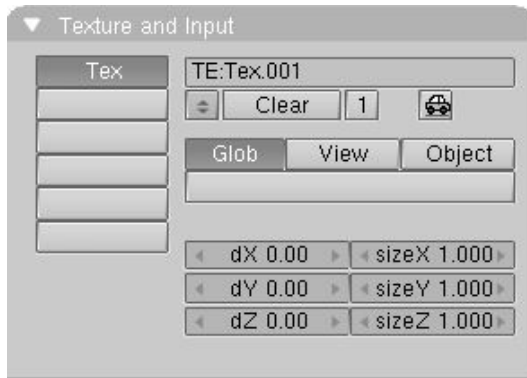 Texture and Input
Tex
TE:Tex.001
Clear 1
Glob View Object
dX 0.00 sizeX 1.000
dY 0.00 sizeY 1.000
dZ 0.00 sizeZ 1.000